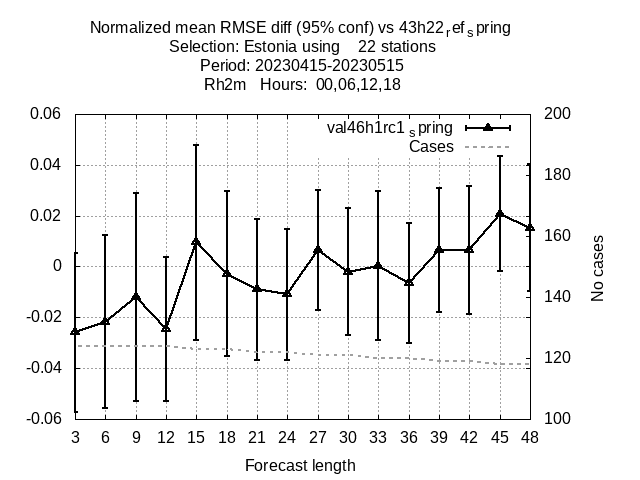 Normalized mean RMSE diff (95% conf) vs 43h22refspring
Selection: Estonia using 22 stations
Period: 20230415-20230515
Rh2m Hours: 00,06,12,18
0.06 200
val46h1rc1spring
Cases
0.04
180
0.02
160
0
No cases
140
-0.02
120
-0.04
-0.06 100
3 6 9 12 15 18 21 24 27 30 33 36 39 42 45 48
Forecast length